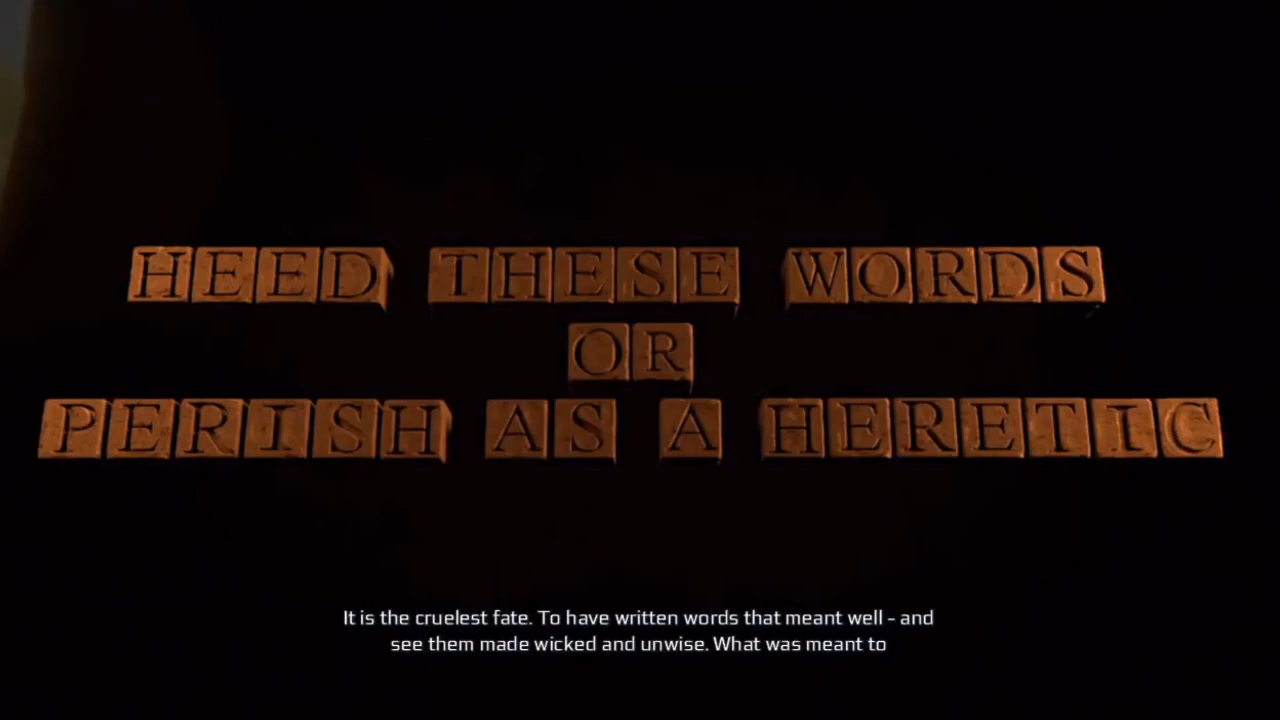 HEED THESE WORDS
OR
PERISH AS A HERETIC
It is the cruelest fate. To have written words that meant well - and
see them made wicked and unwise. What was meant to